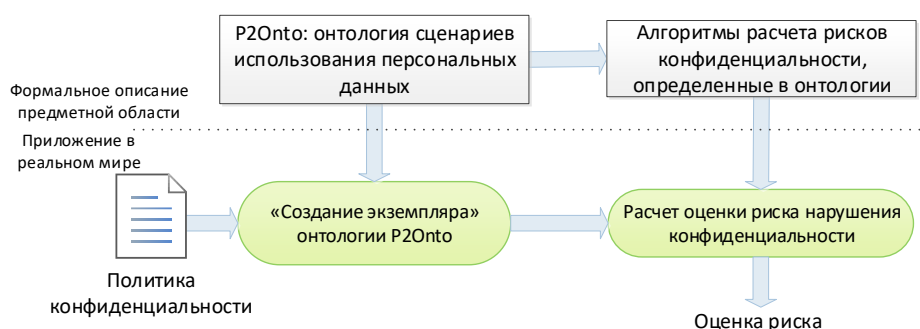 P2Onto: онтология сценариев
использования персональных
данных
Алгоритмы расчета рисков
конфиденциальности,
определенные в онтологии
Формальное описание
предметной области
Приложение в
реальном мире
«Создание экземпляра»
онтологии P2Onto
Расчет оценки риска нарушения
конфиденциальности
Политика
конфиденциальности
Оценка риска